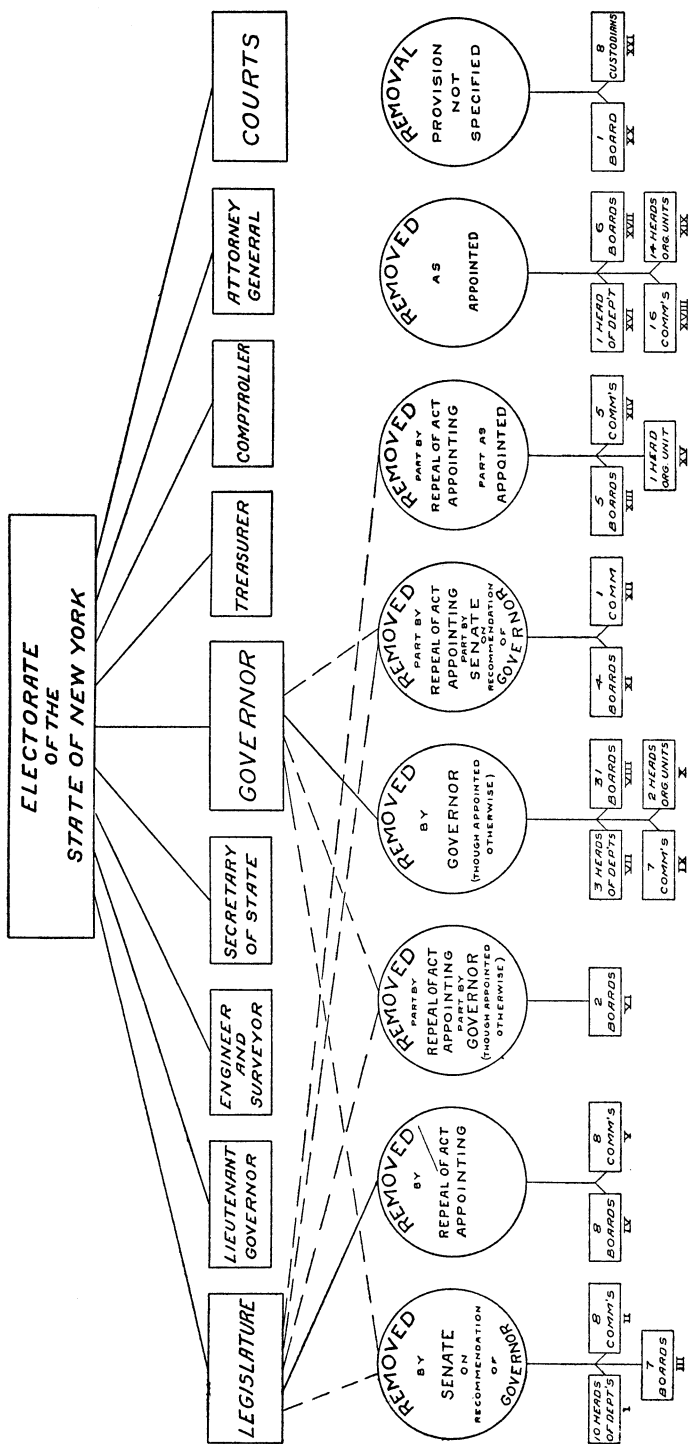 ELECTORATE
OF THE
STATE OF NEW YORK
LEGISLATURE
LIEUTENANT
GOVERNOR
ENGINEER
AND
SURVEYOR
SECRETARY
OF STATE
GOVERNOR
TREASURER
COMPTROLLER
ATTORNEY
GENERAL
COURTS
REMOVED
BY
SENATE
ON
RECOMMENDATION
OF
GOVERNOR
REMOVED
BY
REPEAL OF ACT
APPOINTING
REMOVED
PART BY
REPEAL OF ACT
APPOINTING
PART BY
GOVERNOR
(THOUGH APPOINTED
OTHERWISE)
REMOVED
BY
GOVERNOR
(THOUGH APPOINTED
OTHERWISE)
REMOVED
PART BY
REPEAL OF ACT
APPOINTING
PART BY
SENATE
ON
RECOMMENDATION
OF
GOVERNOR
REMOVED
PART BY
REPEAL OF ACT
APPOINTING
PART AS
APPOINTED
REMOVED
AS
APPOINTED
REMOVAL
PROVISION
NOT
SPECIFIED
10 HEADS
OF DEP'TS
I
8
COMM'S
II
7
BOARDS
III
8
BOARDS
IV
8
COMM'S
V
2
BOARDS
VI
3 HEADS
OF DEP'TS
VII
31
BOARDS
VIII
7
COMM'S
IX
2 HEADS
ORG. UNITS
X
4
BOARDS
XI
1
COMM
XII
5
BOARDS
XIII
5
COMM'S
XIV
1 HEAD
ORG. UNIT
XV
1 HEAD
OF DEP'T
XVI
6
BOARDS
XVII
16
COMM'S
XVIII
14 HEADS
ORG. UNITS
XIX
1
BOARD
XX
8
CUSTODIANS
XXI